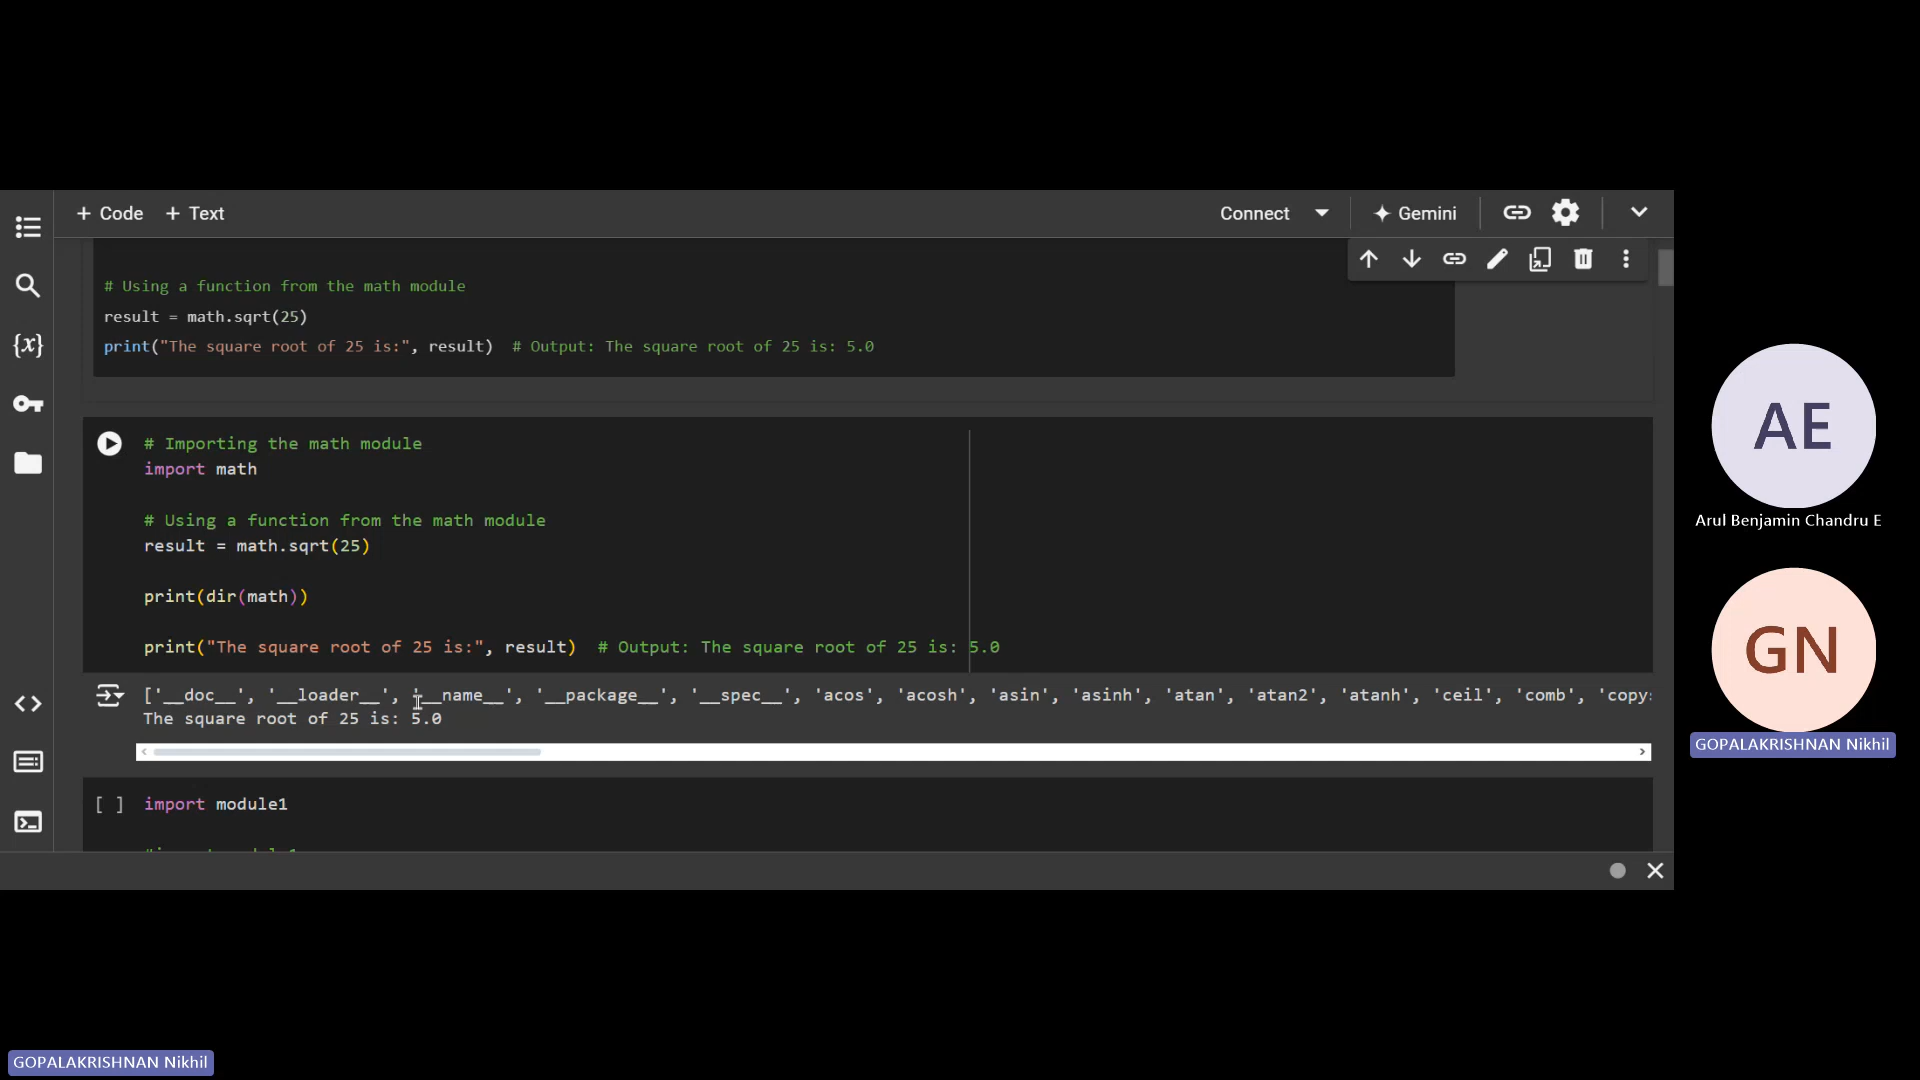 + Code + Text
Connect
Gemini
# Using a function from the math module
result = math.sqrt(25)
print("The square root of 25 is:", result)  # Output: The square root of 25 is: 5.0
# Importing the math module
import math
# Using a function from the math module
result = math.sqrt(25)
print(dir(math))
print("The square root of 25 is:", result)  # Output: The square root of 25 is: 5.0
['__doc__', '__loader__', '__name__', '__package__', '__spec__', 'acos', 'acosh', 'asin', 'asinh', 'atan', 'atan2', 'atanh', 'ceil', 'comb', 'copys
The square root of 25 is: 5.0
[ ] import module1
{x}
AE
Arul Benjamin Chandru E
GN
GOPALAKRISHNAN Nikhil
GOPALAKRISHNAN Nikhil